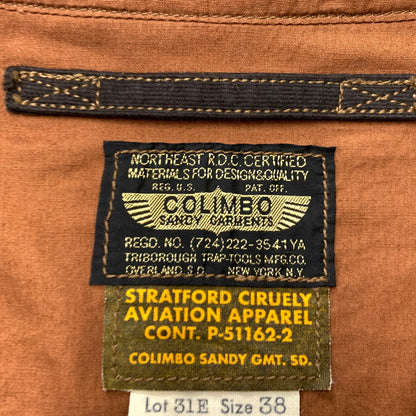 NORTHEAST R.D.C. CERTIFIED
MATERIALS FOR DESIGN&QUALITY
REG. U.S. PAT. OFF.
COLIMBO
SANDY GARMENTS
REGD. NO. (724)222-3541YA
TRIBOROUGH TRAP-TOOLS MFG.CO.
OVERLAND S.D. NEW YORK, N.Y.
STRATFORD CIRUELY
AVIATION APPAREL
CONT. P-51162-2
COLIMBO SANDY GMT. SD.
Lot 31E Size 38